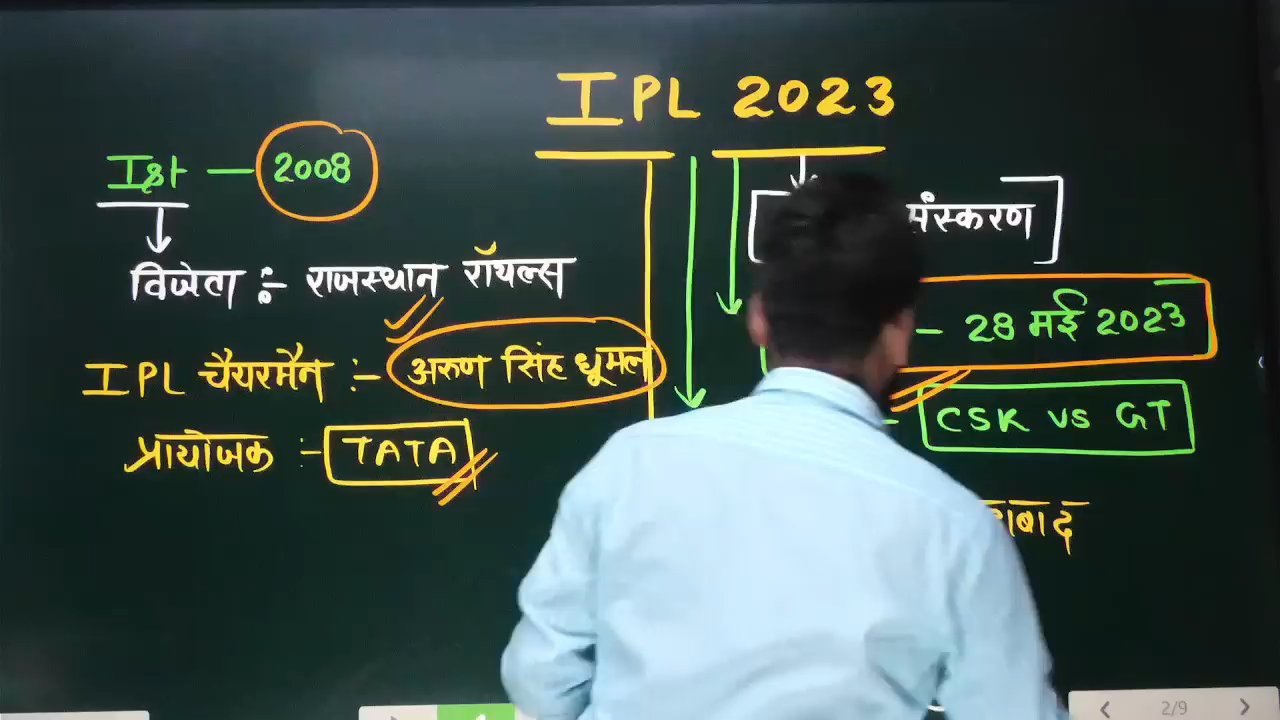 IPL 2023
Ist — 2008
विजेता :- राजस्थान रॉयल्स
IPL चैयरमैन :- अरुण सिंह धूमल
प्रायोजक :- TATA
संस्करण
- 28 मई 2023
- CSK vs GT
बाद
2/9